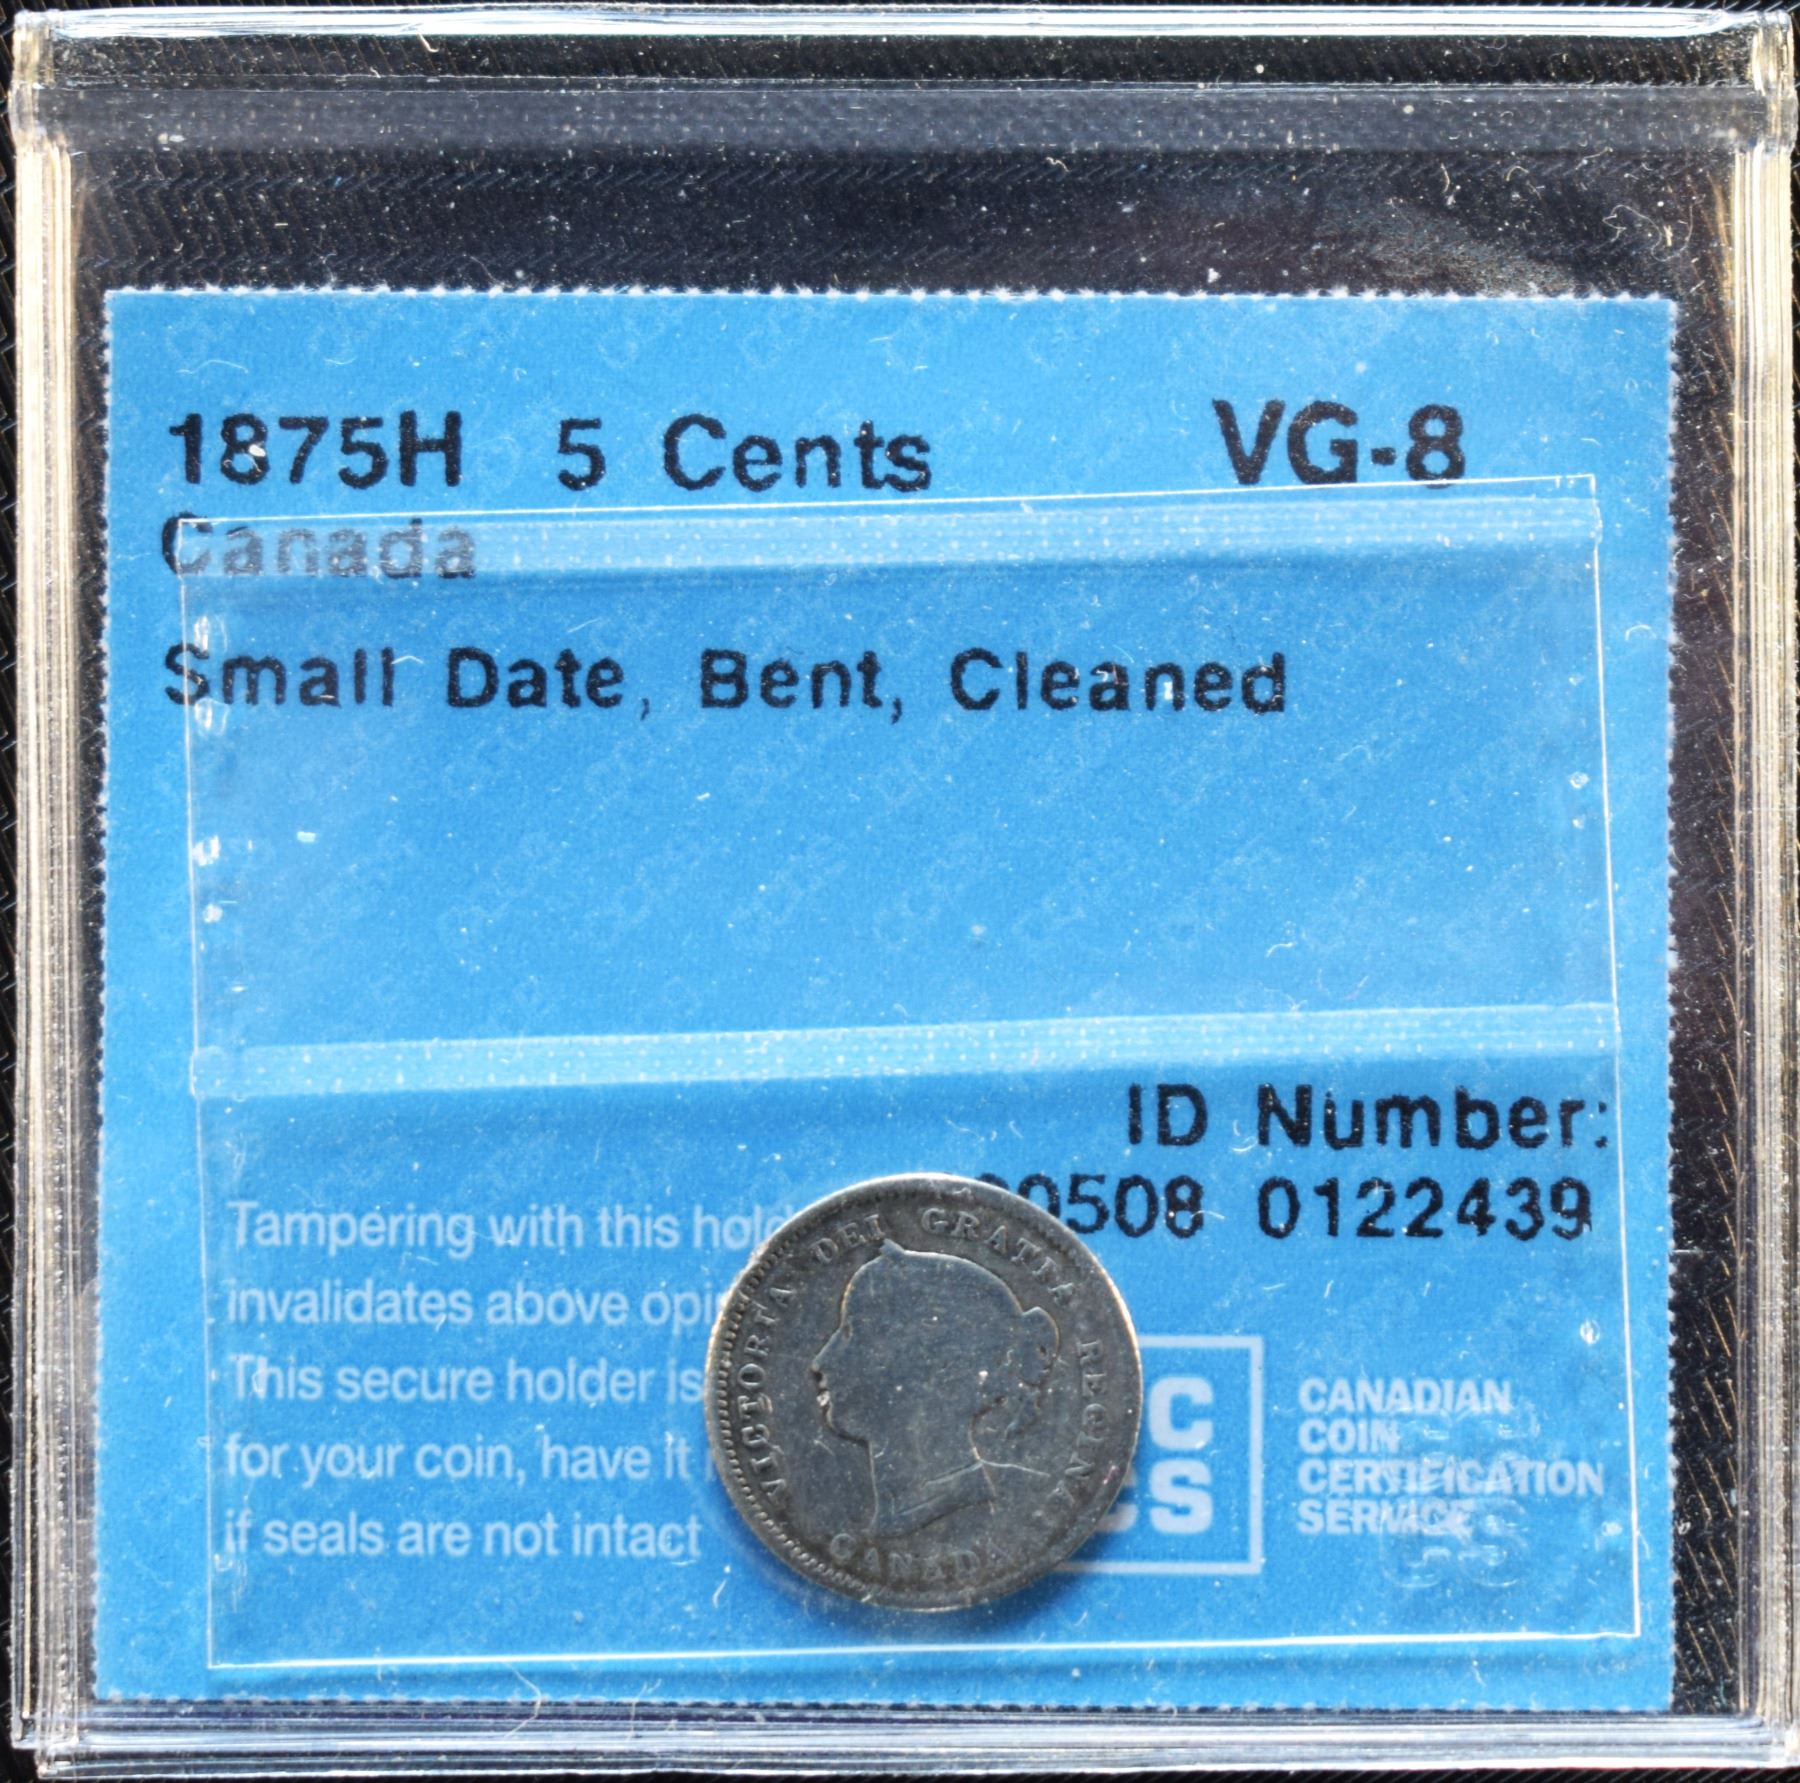 1875H 5 Cents VG-8
Canada
Small Date, Bent, Cleaned
ID Number:
0508 0122439
Tampering with this hol
invalidates above opi
This secure holder is
for your coin, have it
if seals are not intact
C
CS
CANADIAN
COIN
CERTIFICATION
SERVICE
VICTORIA DEI GRATIA REGINA.
CANADA